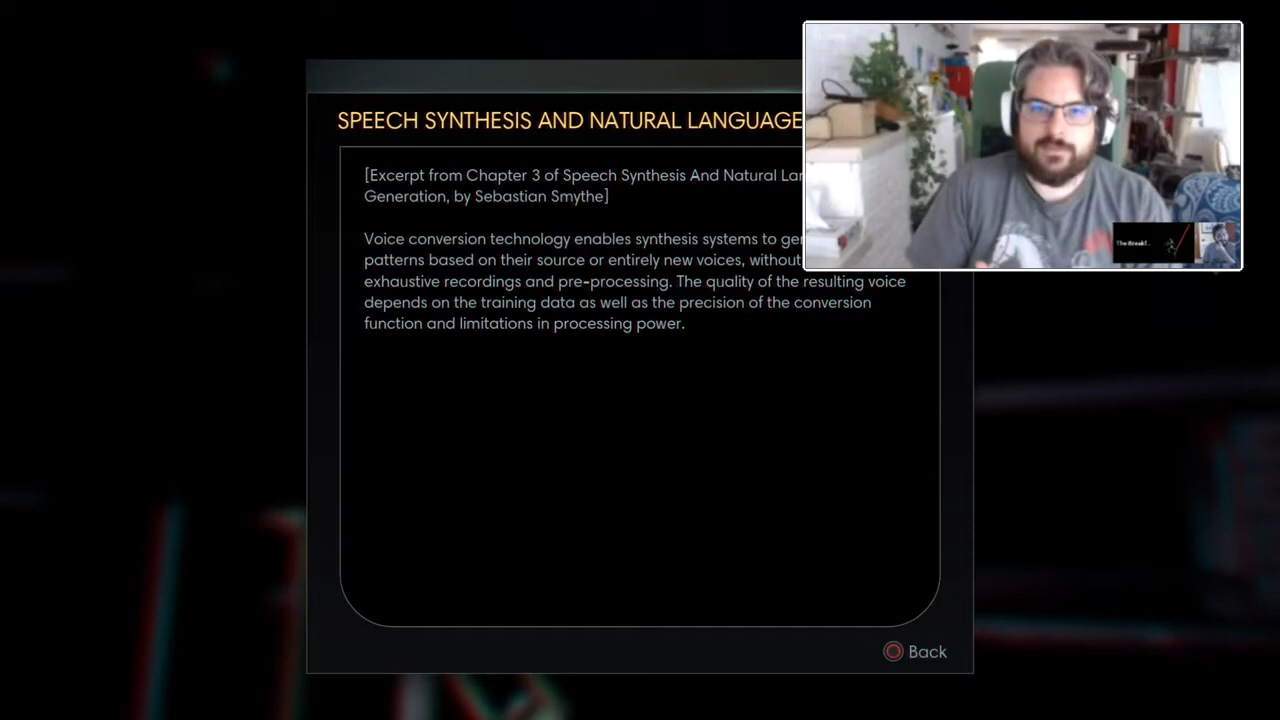 SPEECH SYNTHESIS AND NATURAL LANGUAGE
[Excerpt from Chapter 3 of Speech Synthesis And Natural
Generation, by Sebastian Smythe]
Voice conversion technology enables synthesis systems to
patterns based on their source or entirely new voices, without
exhaustive recordings and pre-processing. The quality of the resulting voice
depends on the training data as well as the precision of the conversion
function and limitations in processing power.
Back